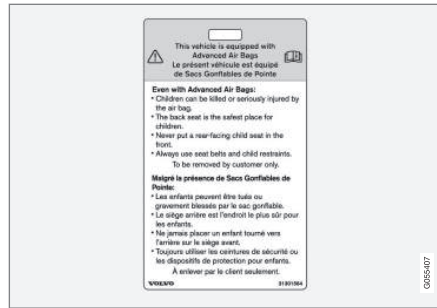 This vehicle is equipped with
Advanced Air Bags
Le présent véhicule est équipé
de Sacs Gonflables de Pointe
Even with Advanced Air Bags:
• Children can be killed or seriously injured by
the air bag.
• The back seat is the safest place for
children.
• Never put a rear-facing child seat in the
front.
• Always use seat belts and child restraints.
To be removed by customer only.
Malgré la présence de Sacs Gonflables de
Pointe:
• Les enfants peuvent être tués ou
gravement blessés par le sac gonflable.
• Le siège arrière est l'endroit le plus sûr pour
les enfants.
• Ne jamais placer un enfant tourné vers
l'arrière sur le siège avant.
• Toujours utiliser les ceintures de sécurité ou
les dispositifs de protection pour enfants.
À enlever par le client seulement.
VOLVO
G055407